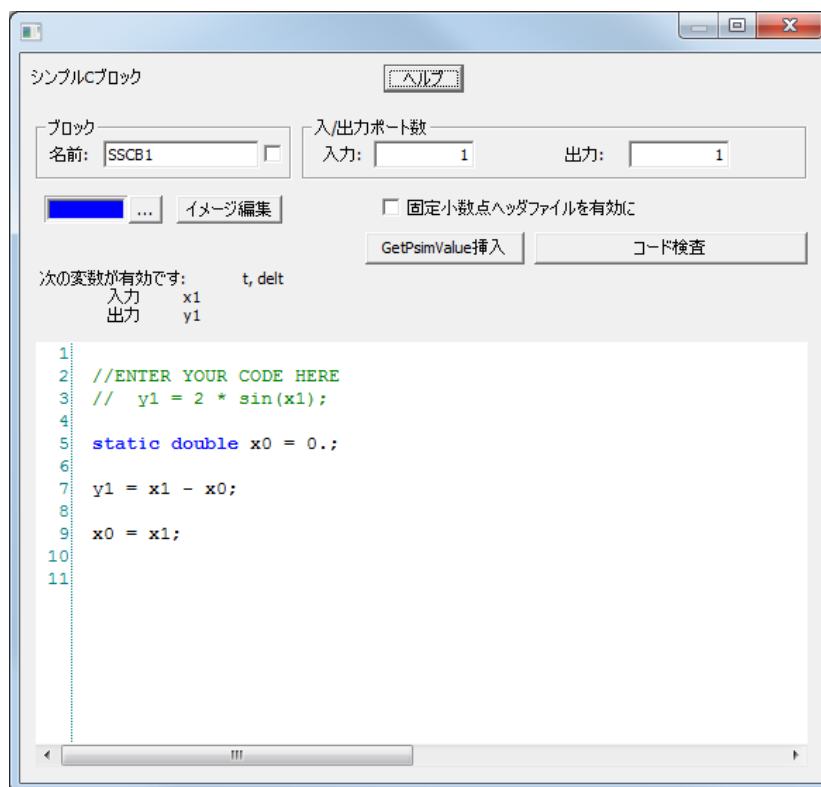 シンプルCブロック ヘルプ
ブロック 入/出力ポート数
名前: SSCB1 入力: 1 出力: 1
... イメージ編集 固定小数点ヘッダファイルを有効に
GetPsimValue挿入 コード検査
次の変数が有効です: t, delt
入力 x1
出力 y1
1
2 //ENTER YOUR CODE HERE
3 //  y1 = 2 * sin(x1);
4
5 static double x0 = 0.;
6
7 y1 = x1 - x0;
8
9 x0 = x1;
10
11